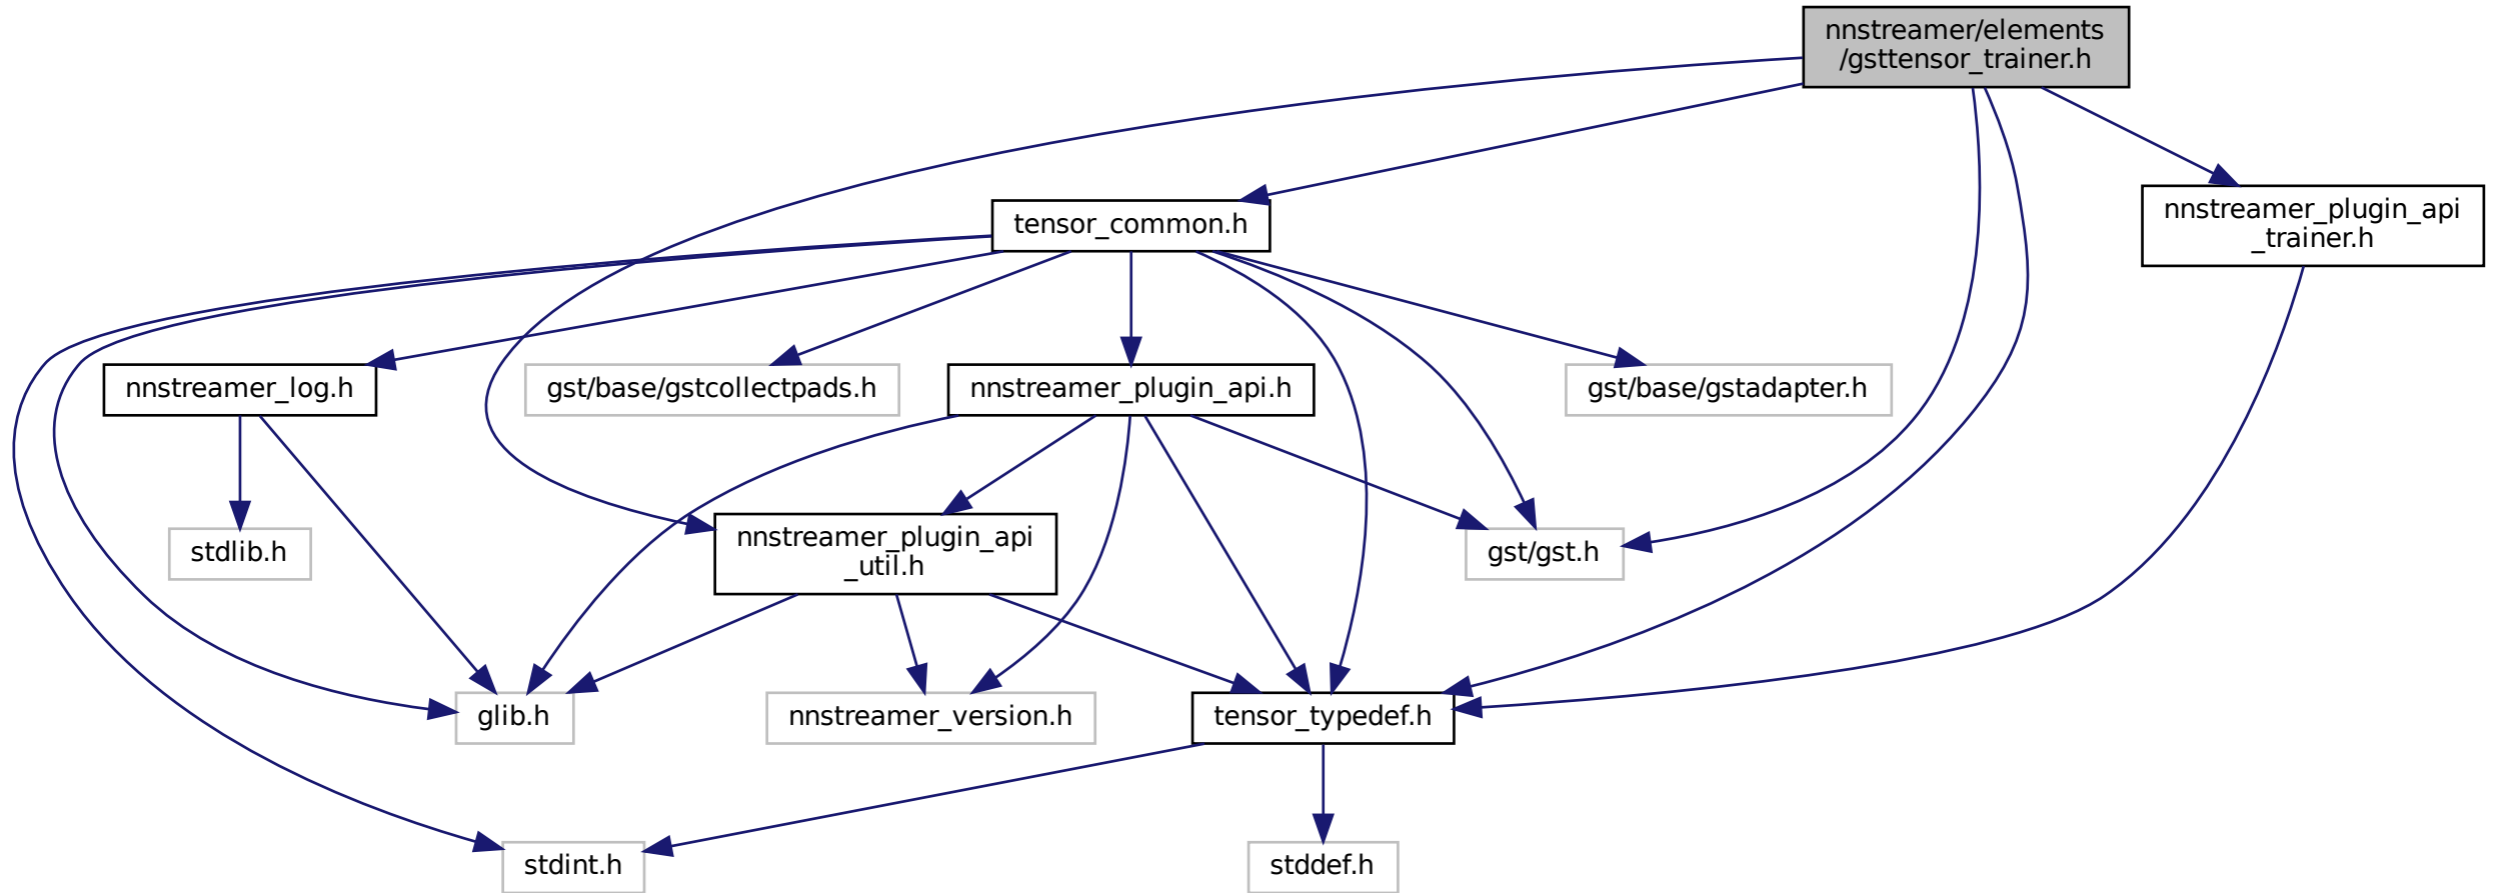 nnstreamer/elements
/gsttensor_trainer.h
tensor_common.h
nnstreamer_plugin_api
_trainer.h
nnstreamer_log.h
gst/base/gstcollectpads.h
nnstreamer_plugin_api.h
gst/base/gstadapter.h
stdlib.h
nnstreamer_plugin_api
_util.h
gst/gst.h
glib.h
nnstreamer_version.h
tensor_typedef.h
stdint.h
stddef.h